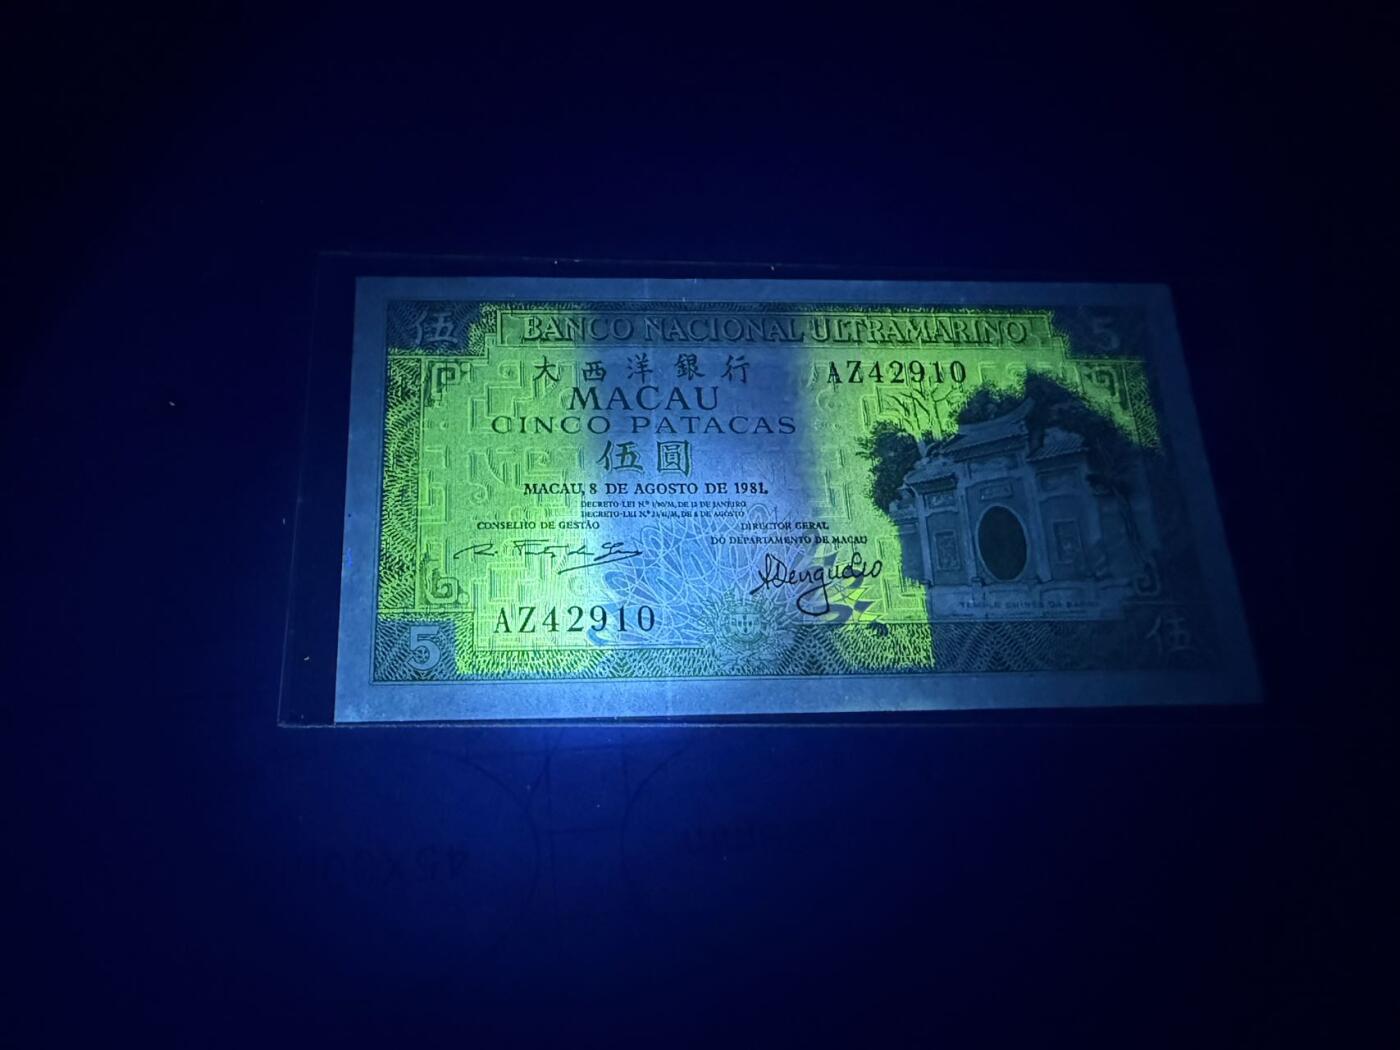 伍
BANCO NACIONAL ULTRAMARINO
5
大西洋銀行
AZ42910
MACAU
CINCO PATACAS
伍圓
MACAU, 8 DE AGOSTO DE 1981.
CONSELHO DE GESTÃO
DIRECTOR GERAL
DO DEPARTAMENTO DE MACAU
AZ42910
5
伍